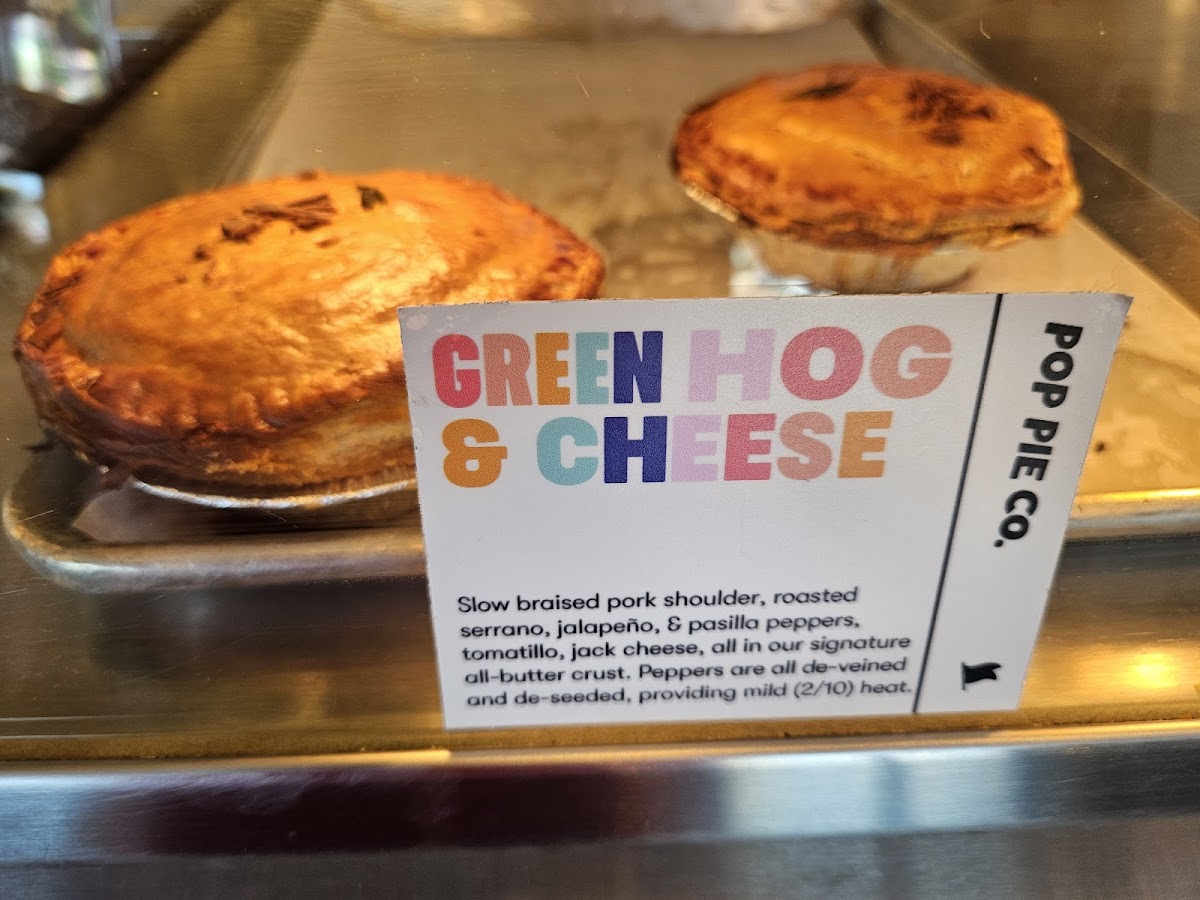 GREEN HOG
& CHEESE
Slow braised pork shoulder, roasted
serrano, jalapeño, & pasilla peppers,
tomatillo, jack cheese, all in our signature
all-butter crust. Peppers are all de-veined
and de-seeded, providing mild (2/10) heat.
POP PIE CO.